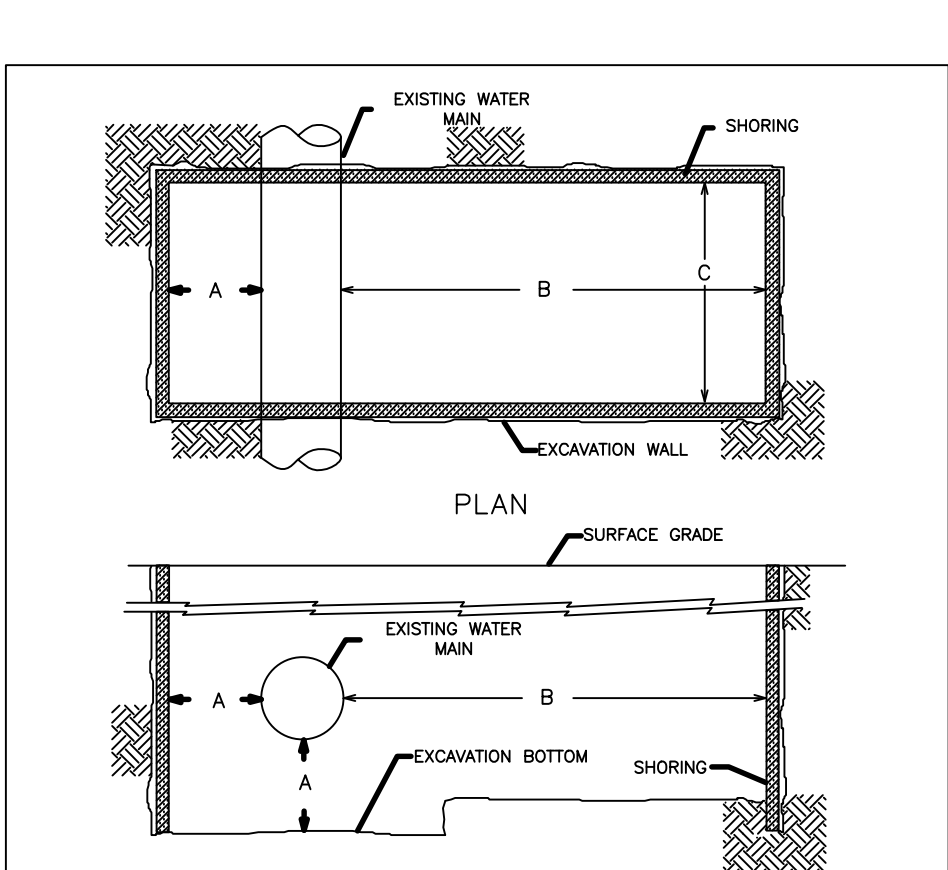 EXISTING WATER
MAIN
SHORING
A
B
C
EXCAVATION WALL
PLAN
SURFACE GRADE
EXISTING WATER
MAIN
A
B
EXCAVATION BOTTOM
SHORING
A